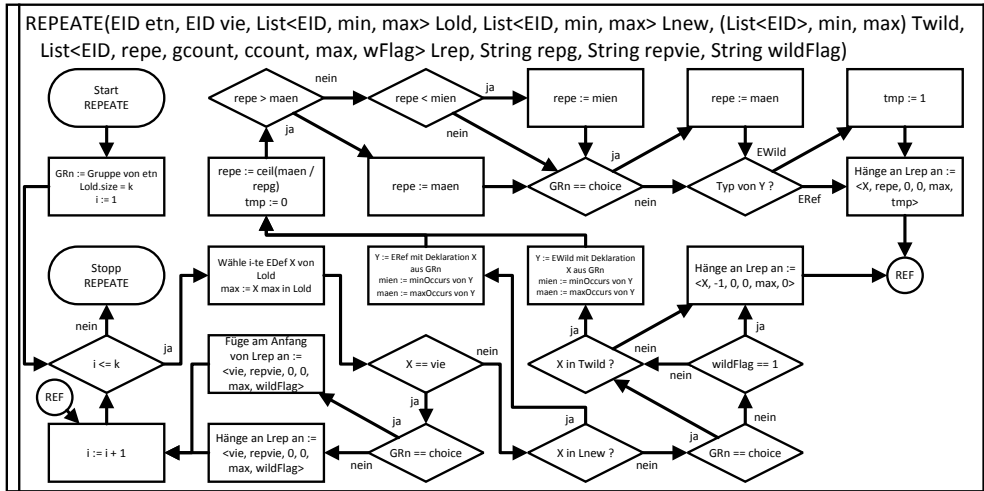 REPEATE(EID etn, EID vie, List<EID, min, max> Lold, List<EID, min, max> Lnew, (List<EID>, min, max) Twild,
List<EID, repe, gcount, ccount, max, wFlag> Lrep, String repg, String repvie, String wildFlag)
Start
REPEATE
repe > maen
nein
ja
repe < mien
ja
nein
repe := mien
repe := maen
tmp := 1
GRn := Gruppe von etn
Lold.size = k
i := 1
repe := ceil(maen /
repg)
tmp := 0
repe := maen
GRn == choice
ja
nein
Typ von Y ?
EWild
ERef
Hänge an Lrep an :=
<X, repe, 0, 0, max,
tmp>
Stopp
REPEATE
Wähle i-te EDef X von
Lold
max := X max in Lold
Y := ERef mit Deklaration X
aus GRn
mien := minOccurs von Y
maen := maxOccurs von Y
Y := EWild mit Deklaration
X aus GRn
mien := minOccurs von Y
maen := maxOccurs von Y
Hänge an Lrep an :=
<X, -1, 0, 0, max, 0>
REF
nein
i <= k
ja
Füge am Anfang
von Lrep an :=
<vie, repvie, 0, 0,
max, wildFlag>
X == vie
nein
ja
X in Twild ?
ja
nein
wildFlag == 1
ja
nein
nein
REF
i := i + 1
Hänge an Lrep an :=
<vie, repvie, 0, 0,
max, wildFlag>
ja
nein
GRn == choice
X in Lnew ?
ja
nein
GRn == choice
ja